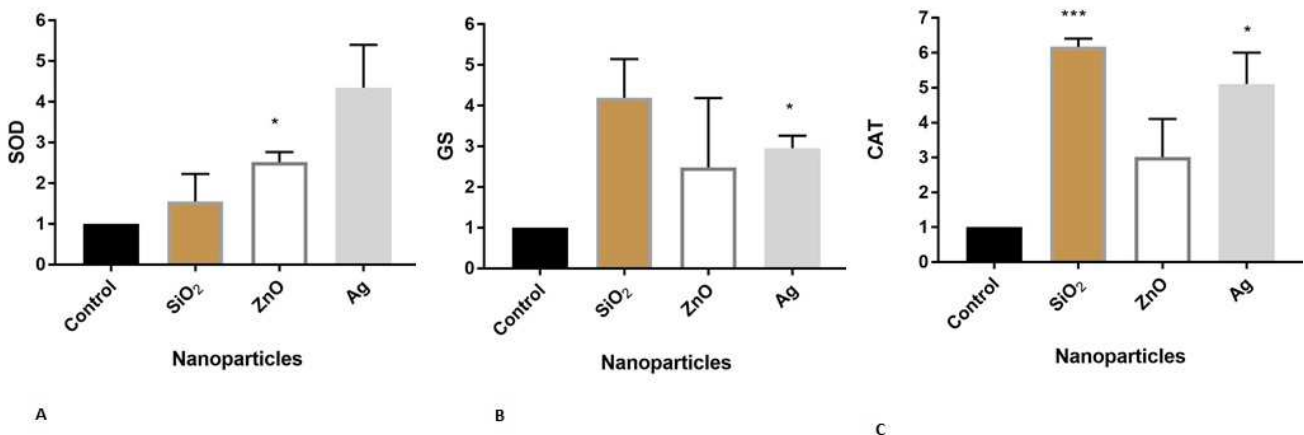 SOD
6
5
4
3
2
1
0
*
Control
SiO₂
ZnO
Ag
Nanoparticles
A
GS
6
5
4
3
2
1
0
*
Control
SiO₂
ZnO
Ag
Nanoparticles
B
CAT
7
6
5
4
3
2
1
0
***
*
Control
SiO₂
ZnO
Ag
Nanoparticles
C